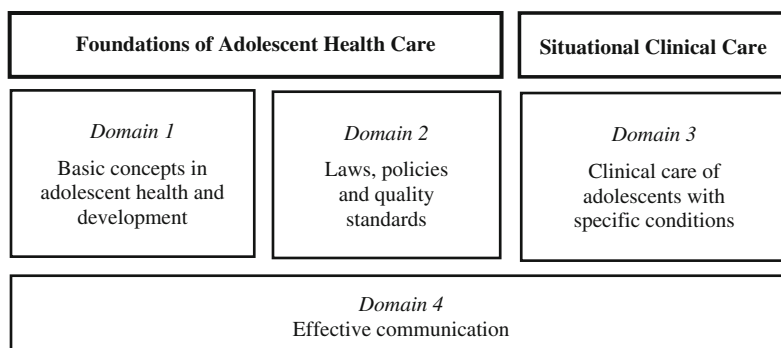 Foundations of Adolescent Health Care
Situational Clinical Care
Domain 1
Basic concepts in
adolescent health and
development
Domain 2
Laws, policies
and quality
standards
Domain 3
Clinical care of
adolescents with
specific conditions
Domain 4
Effective communication